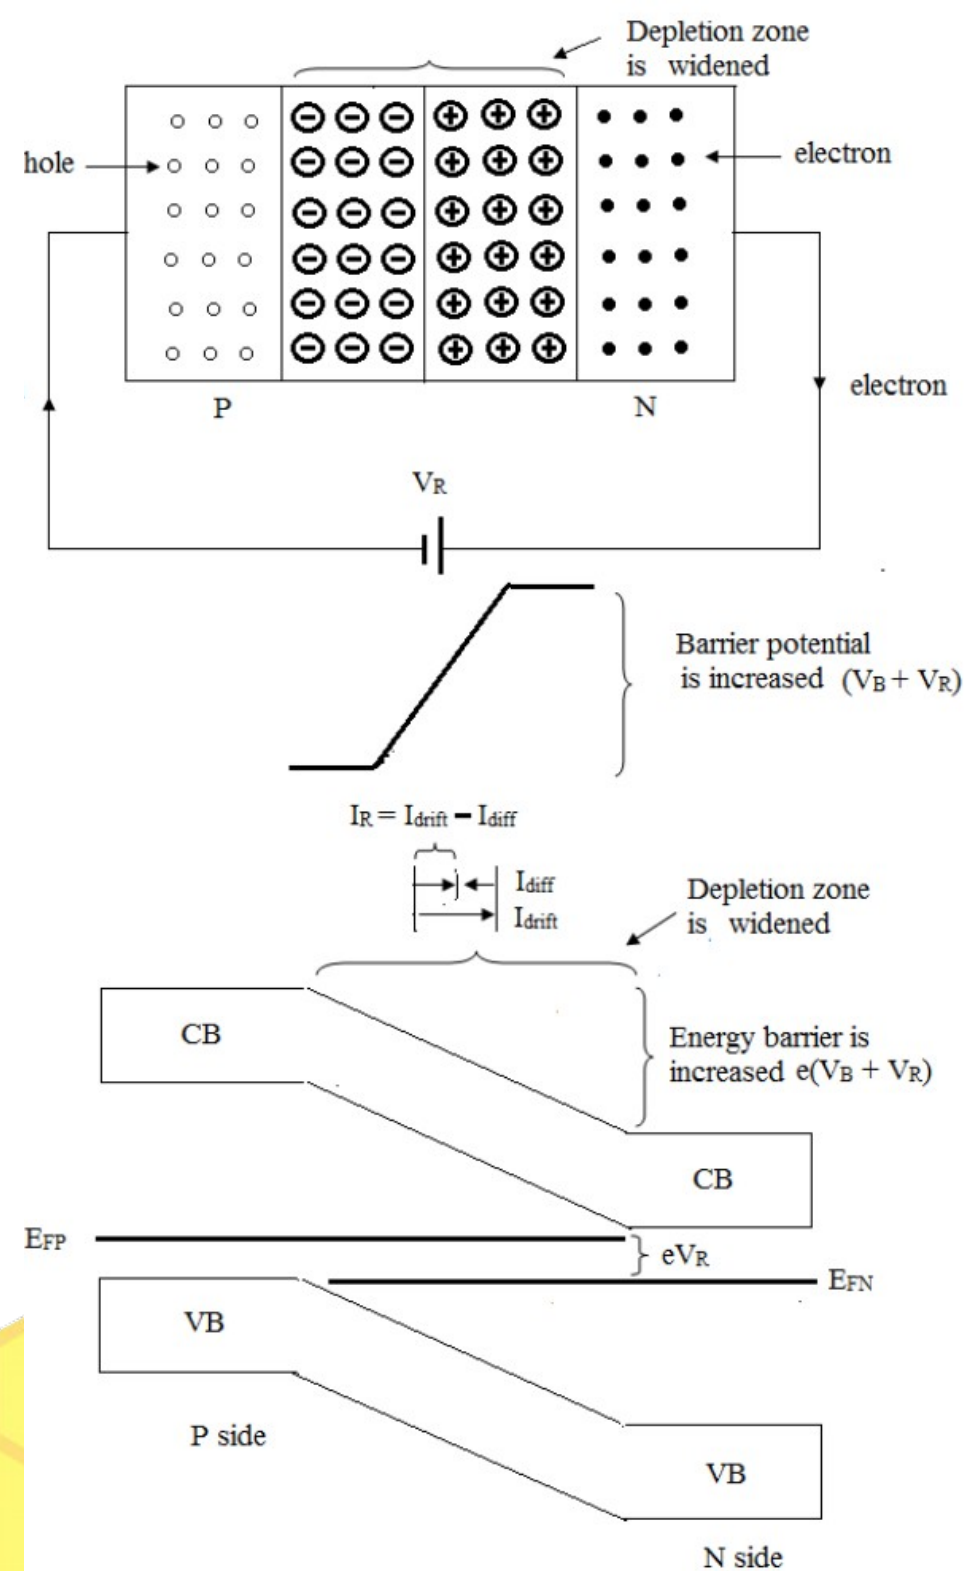 Depletion zone
is widened
hole
electron
P
N
electron
VR
Barrier potential
is increased (VB + VR)
IR = Idrift − Idiff
Idiff
Idrift
Depletion zone
is widened
CB
Energy barrier is
increased e(VB + VR)
CB
EFP
eVR
EFN
VB
P side
VB
N side